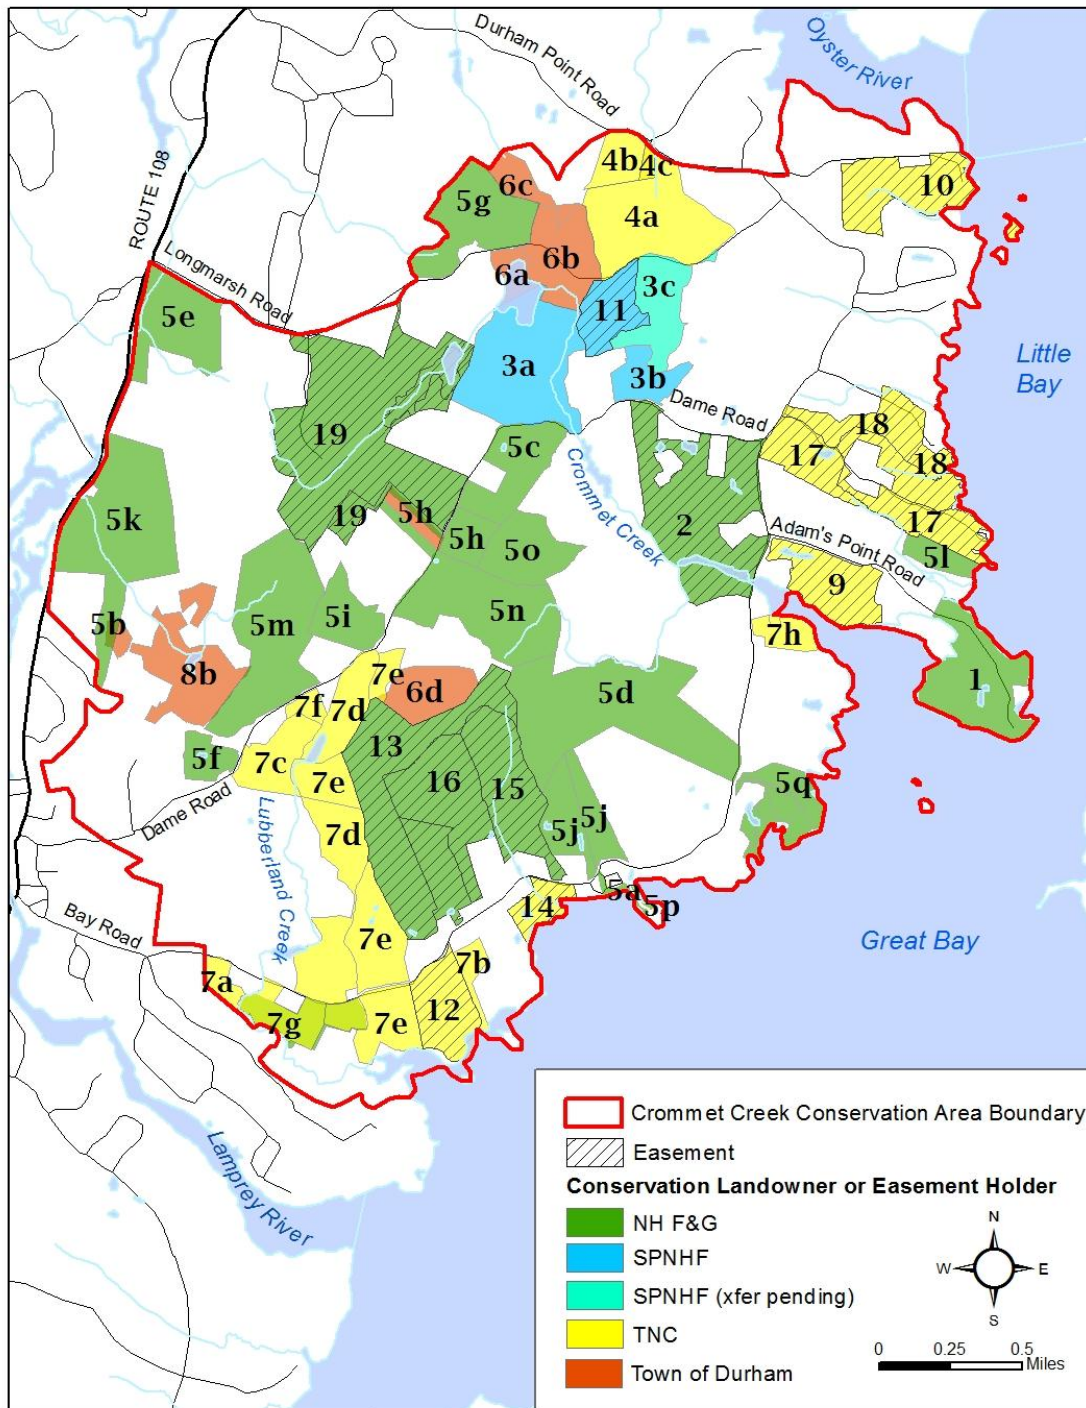 Durham Point Road
Oyster River
ROUTE 108
Longmarsh Road
4b
4c
6c
5g
10
4a
6b
6a
3c
11
5e
Little
Bay
3a
3b
Dame Road
18
19
5c
17
18
Crommet Creek
5k
19
5h
5h
5o
2
17
Adam's Point Road
5l
9
5n
5i
5b
5m
7h
8b
7e
6d
5d
1
7f
7d
13
5f
7c
7e
16
15
5q
Dame Road
7d
5j
5j
Lubberland Creek
5a
5p
14
Bay Road
7e
Great Bay
7b
7a
12
7g
7e
Lamprey River
Crommet Creek Conservation Area Boundary
Easement
Conservation Landowner or Easement Holder
NH F&G
SPNHF
SPNHF (xfer pending)
TNC
Town of Durham
N
W
E
S
0 0.25 0.5
Miles